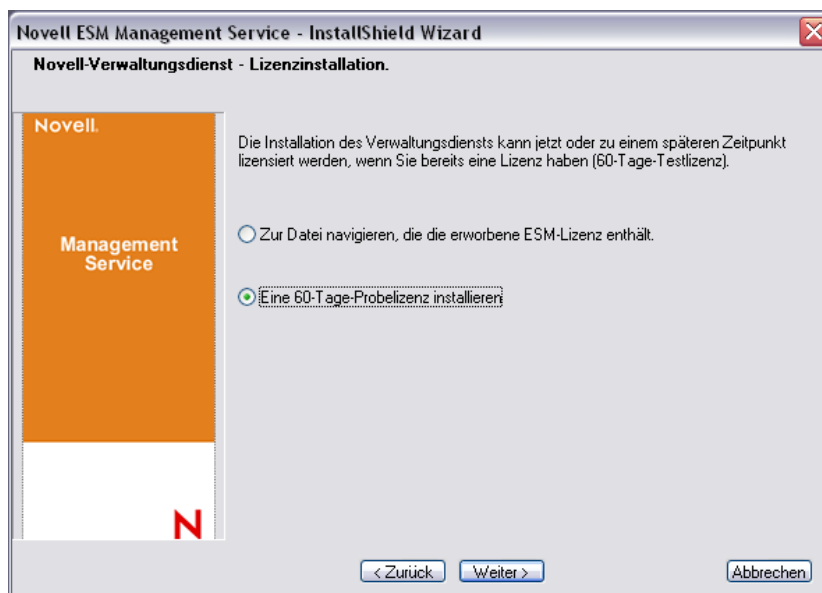 Novell ESM Management Service - InstallShield Wizard
Novell-Verwaltungsdienst - Lizenzinstallation.
Novell.
Management
Service
Die Installation des Verwaltungsdiensts kann jetzt oder zu einem späteren Zeitpunkt
lizensiert werden, wenn Sie bereits eine Lizenz haben (60-Tage-Testlizenz).
Zur Datei navigieren, die die erworbene ESM-Lizenz enthält.
Eine 60-Tage-Probelizenz installieren
N
< Zurück
Weiter >
Abbrechen